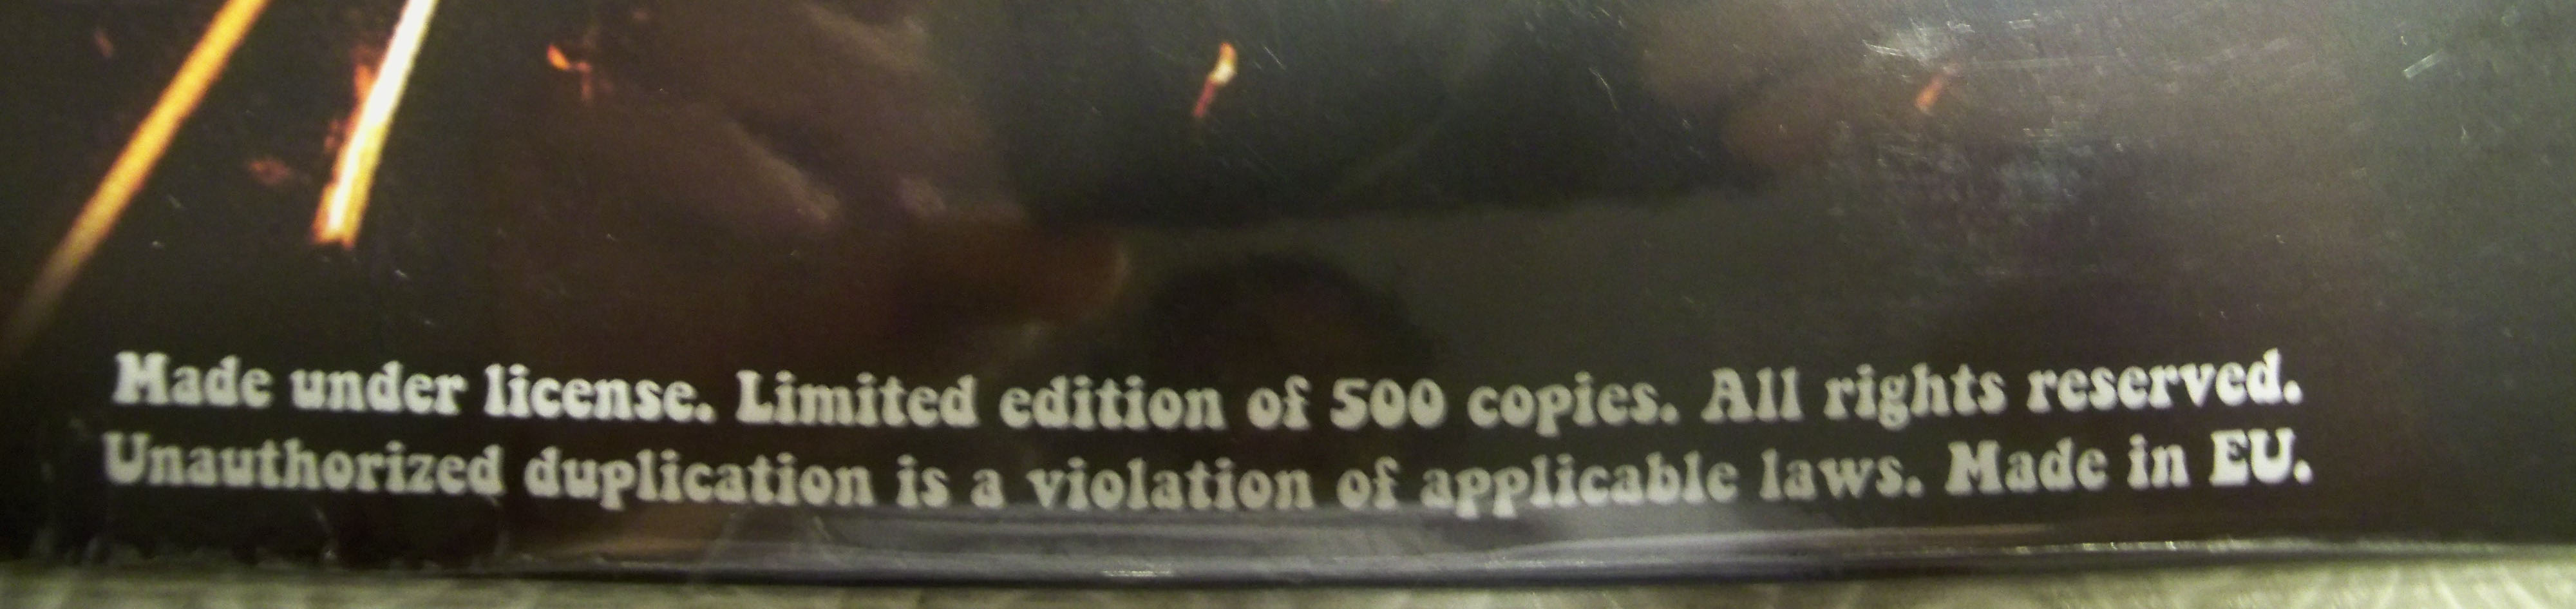 Made under license. Limited edition of 500 copies. All rights reserved.
Unauthorized duplication is a violation of applicable laws. Made in EU.